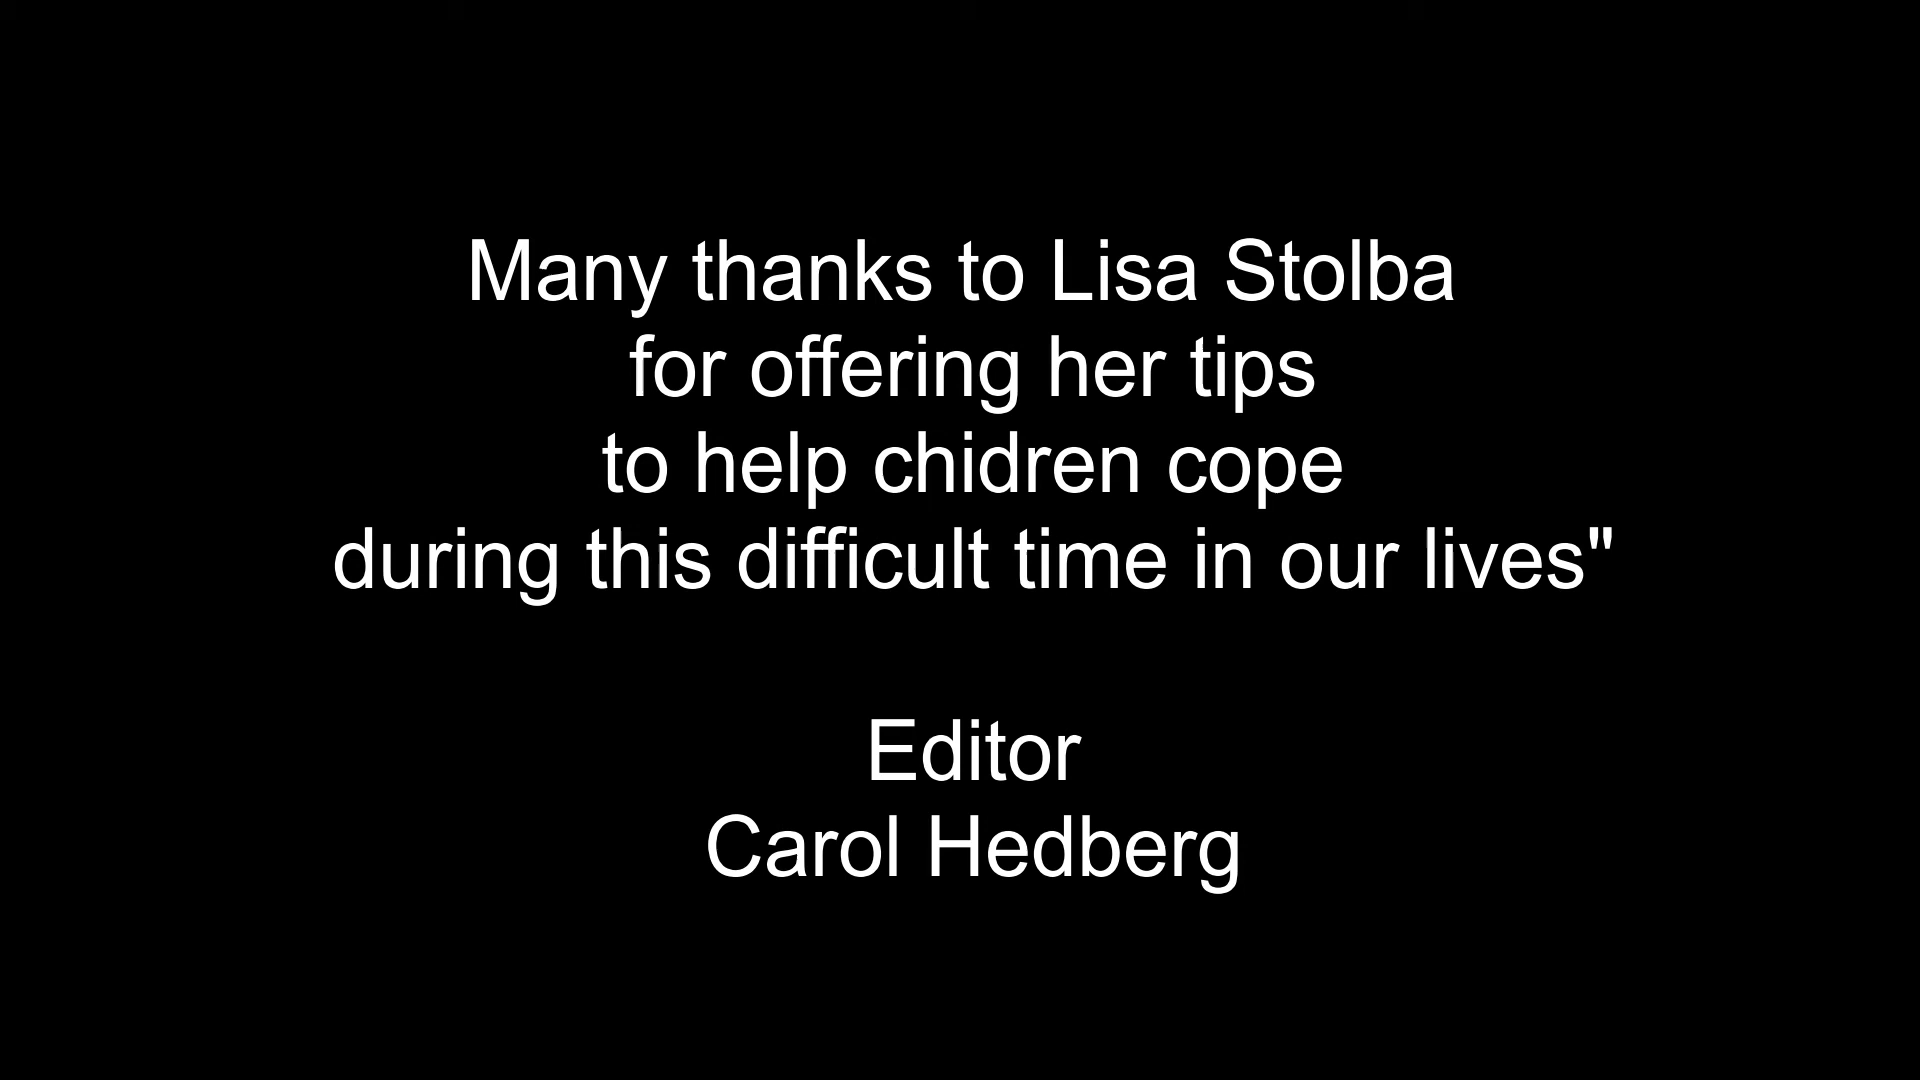 Many thanks to Lisa Stolba
for offering her tips
to help chidren cope
during this difficult time in our lives"
Editor
Carol Hedberg